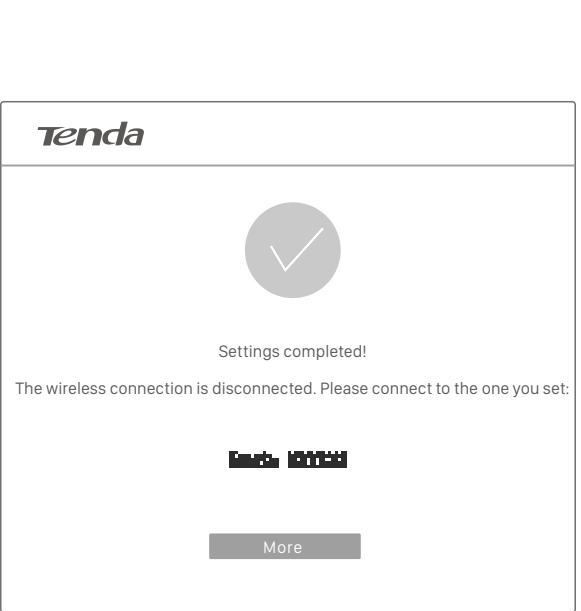 Tenda
Settings completed!
The wireless connection is disconnected. Please connect to the one you set:
More